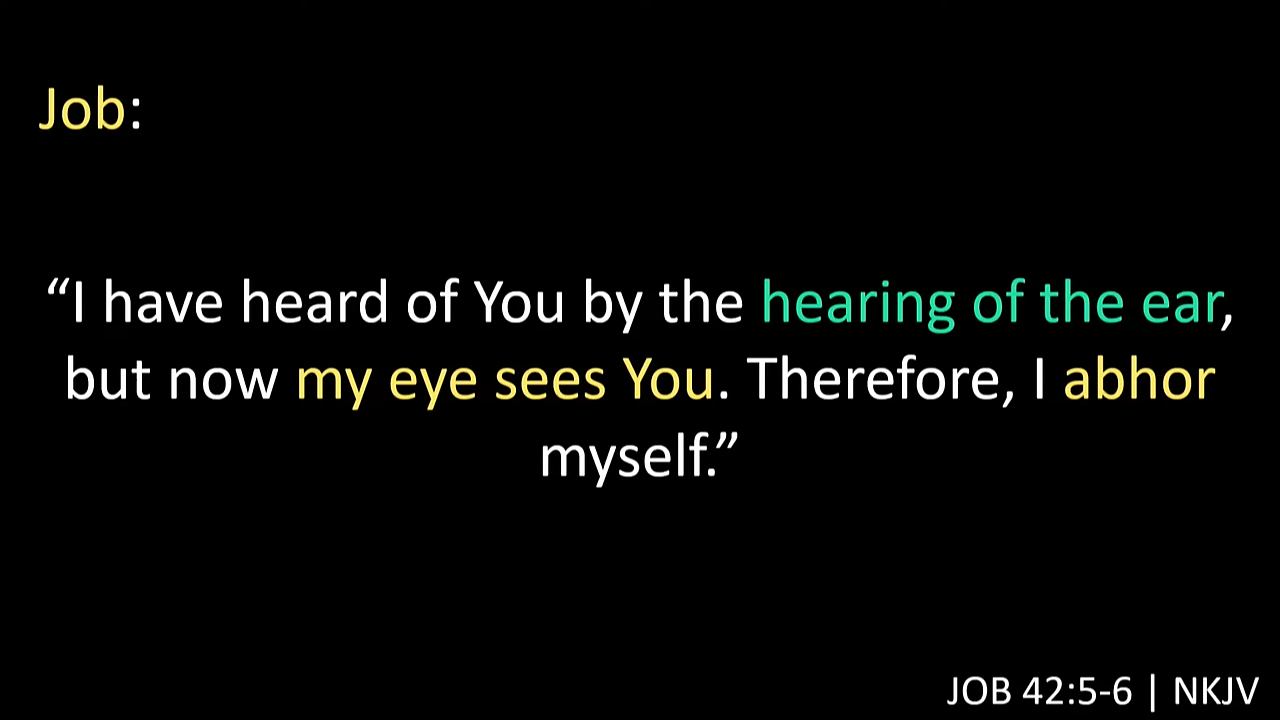 Job:
“I have heard of You by the hearing of the ear,
but now my eye sees You. Therefore, I abhor
myself.”
JOB 42:5-6 | NKJV